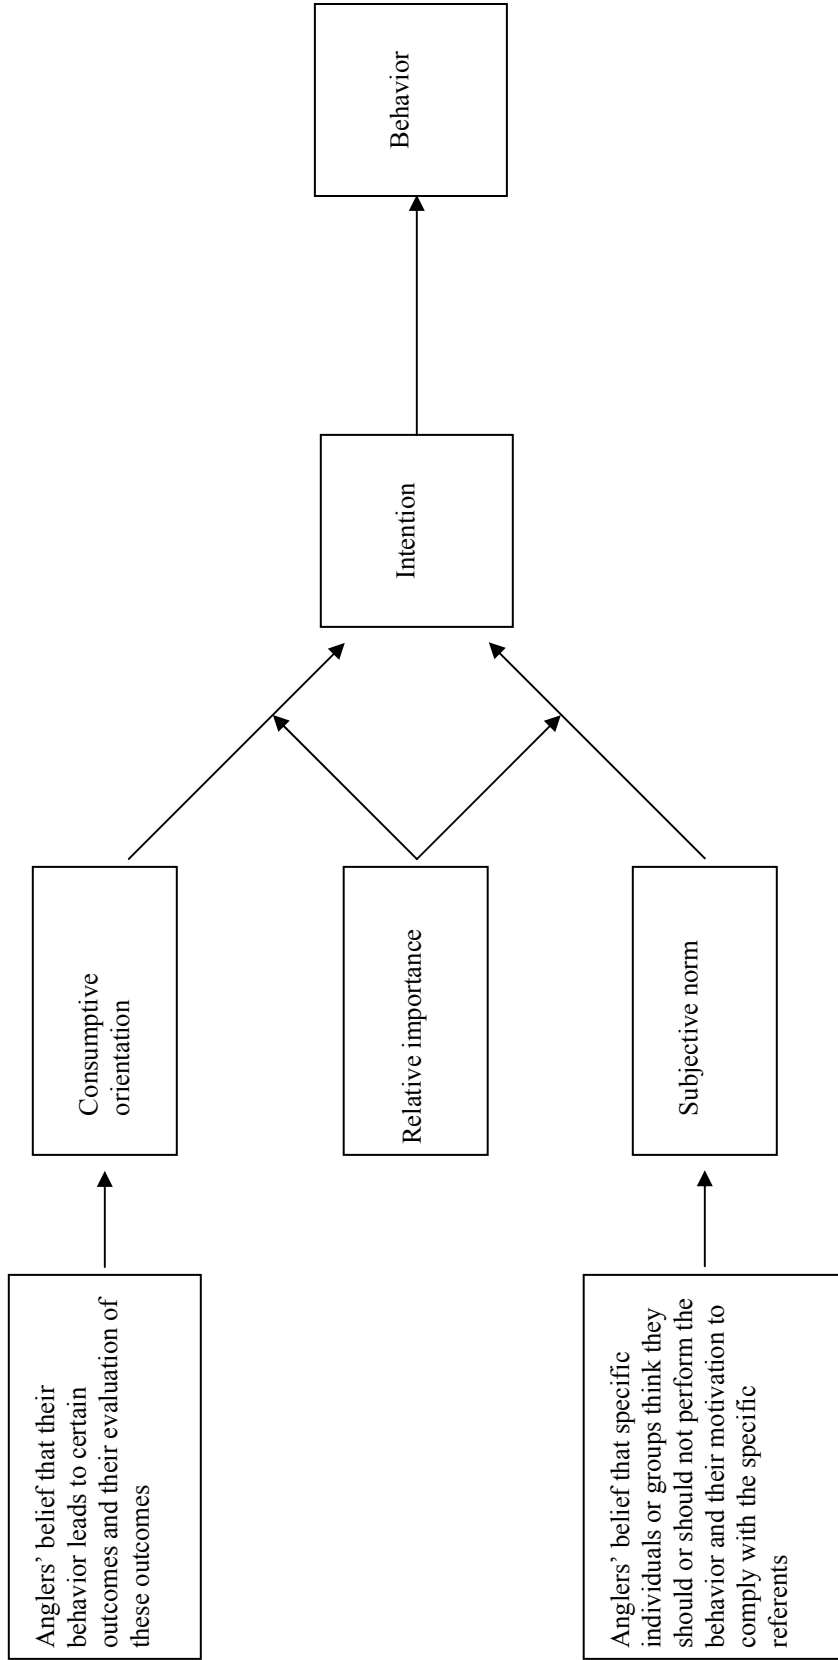 Anglers’ belief that their
behavior leads to certain
outcomes and their evaluation of
these outcomes
Consumptive
orientation
Relative importance
Anglers’ belief that specific
individuals or groups think they
should or should not perform the
behavior and their motivation to
comply with the specific
referents
Subjective norm
Intention
Behavior